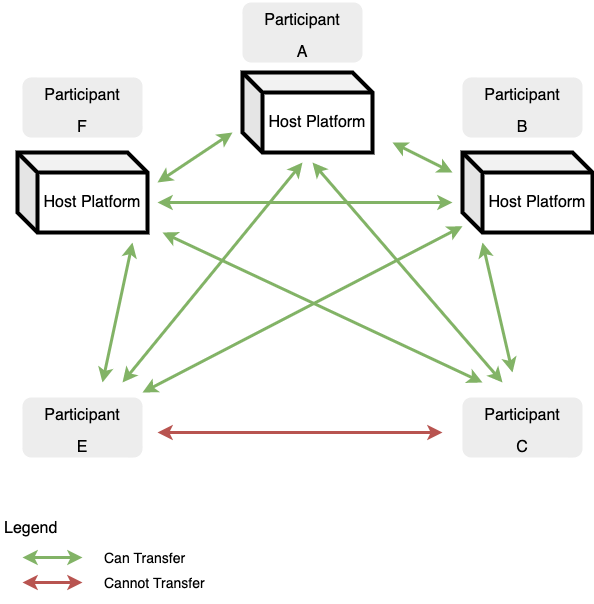 Participant
A
Host Platform
Participant
F
Host Platform
Participant
B
Host Platform
Participant
E
Participant
C
Legend
Can Transfer
Cannot Transfer